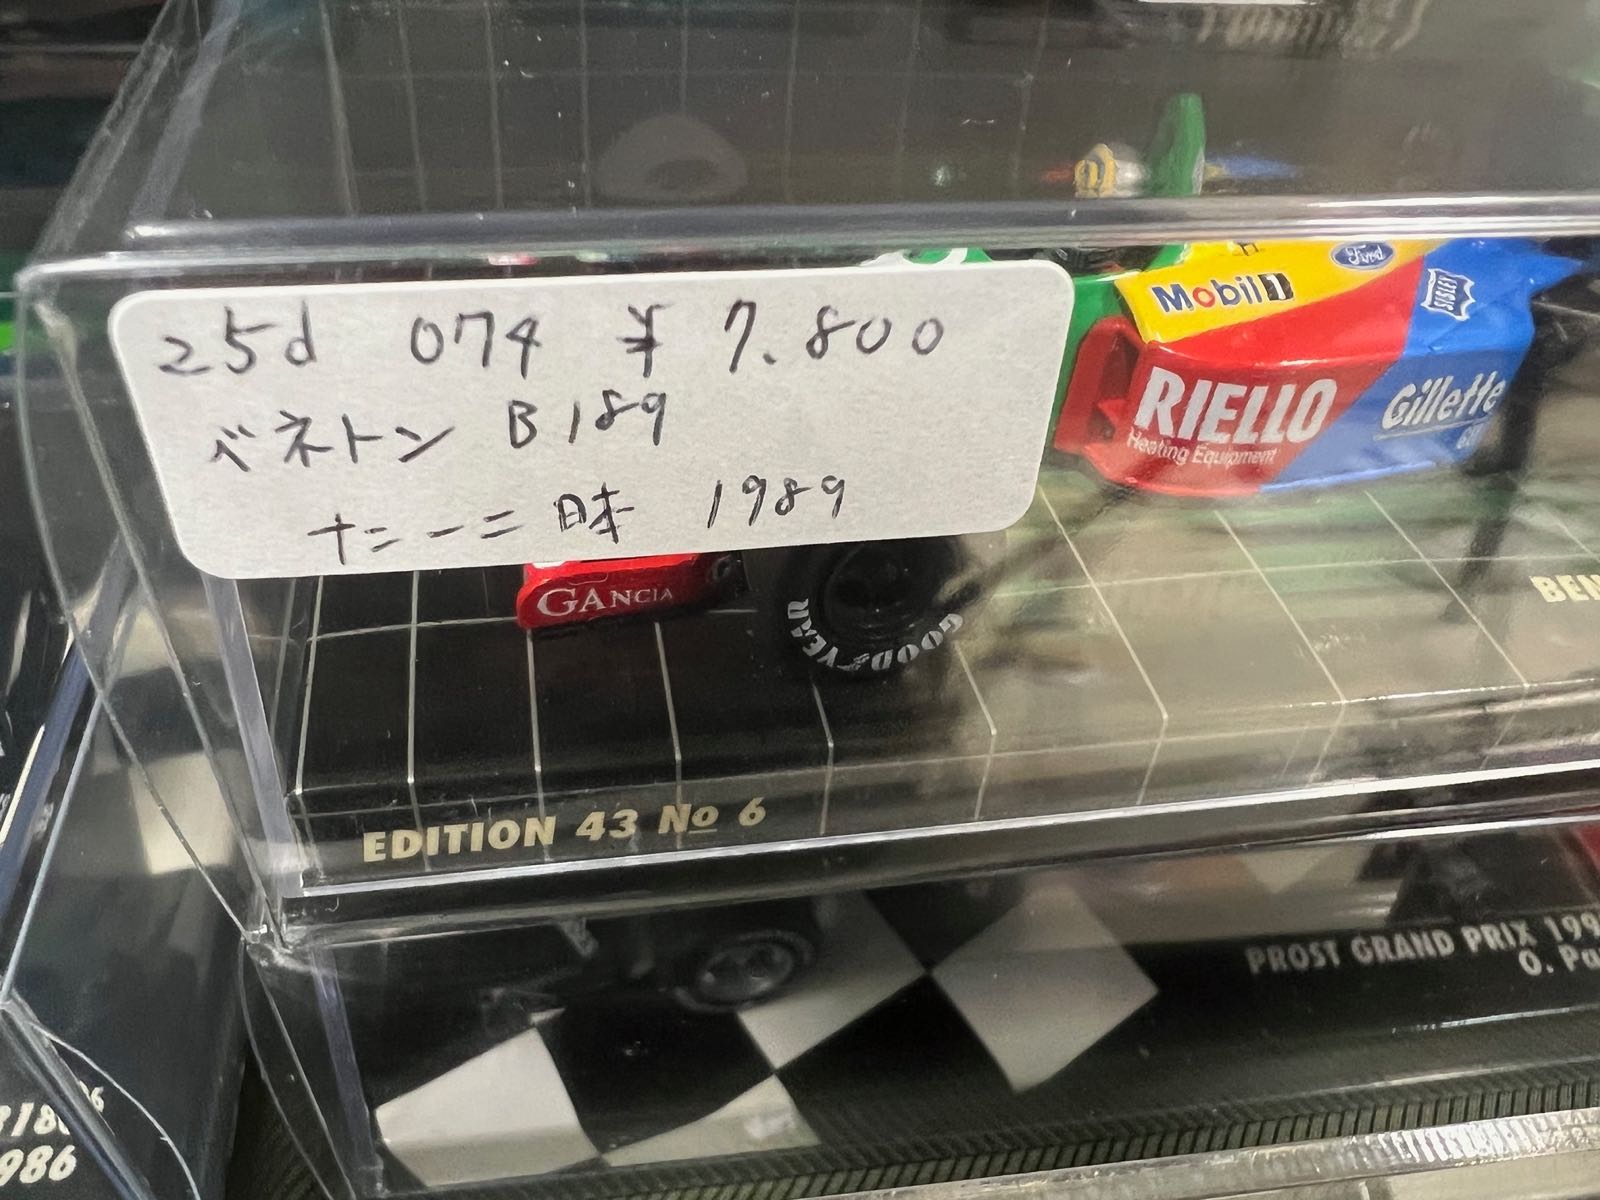 25d 074 ¥ 7.800
ベネトン B189
ナニーニ 日本 1989
Mobil 1
Ford
SISLEY
RIELLO
Heating Equipment
Gillette
GANCIA
GOODYEAR
EDITION 43 No 6
PROST GRAND PRIX
O.
986